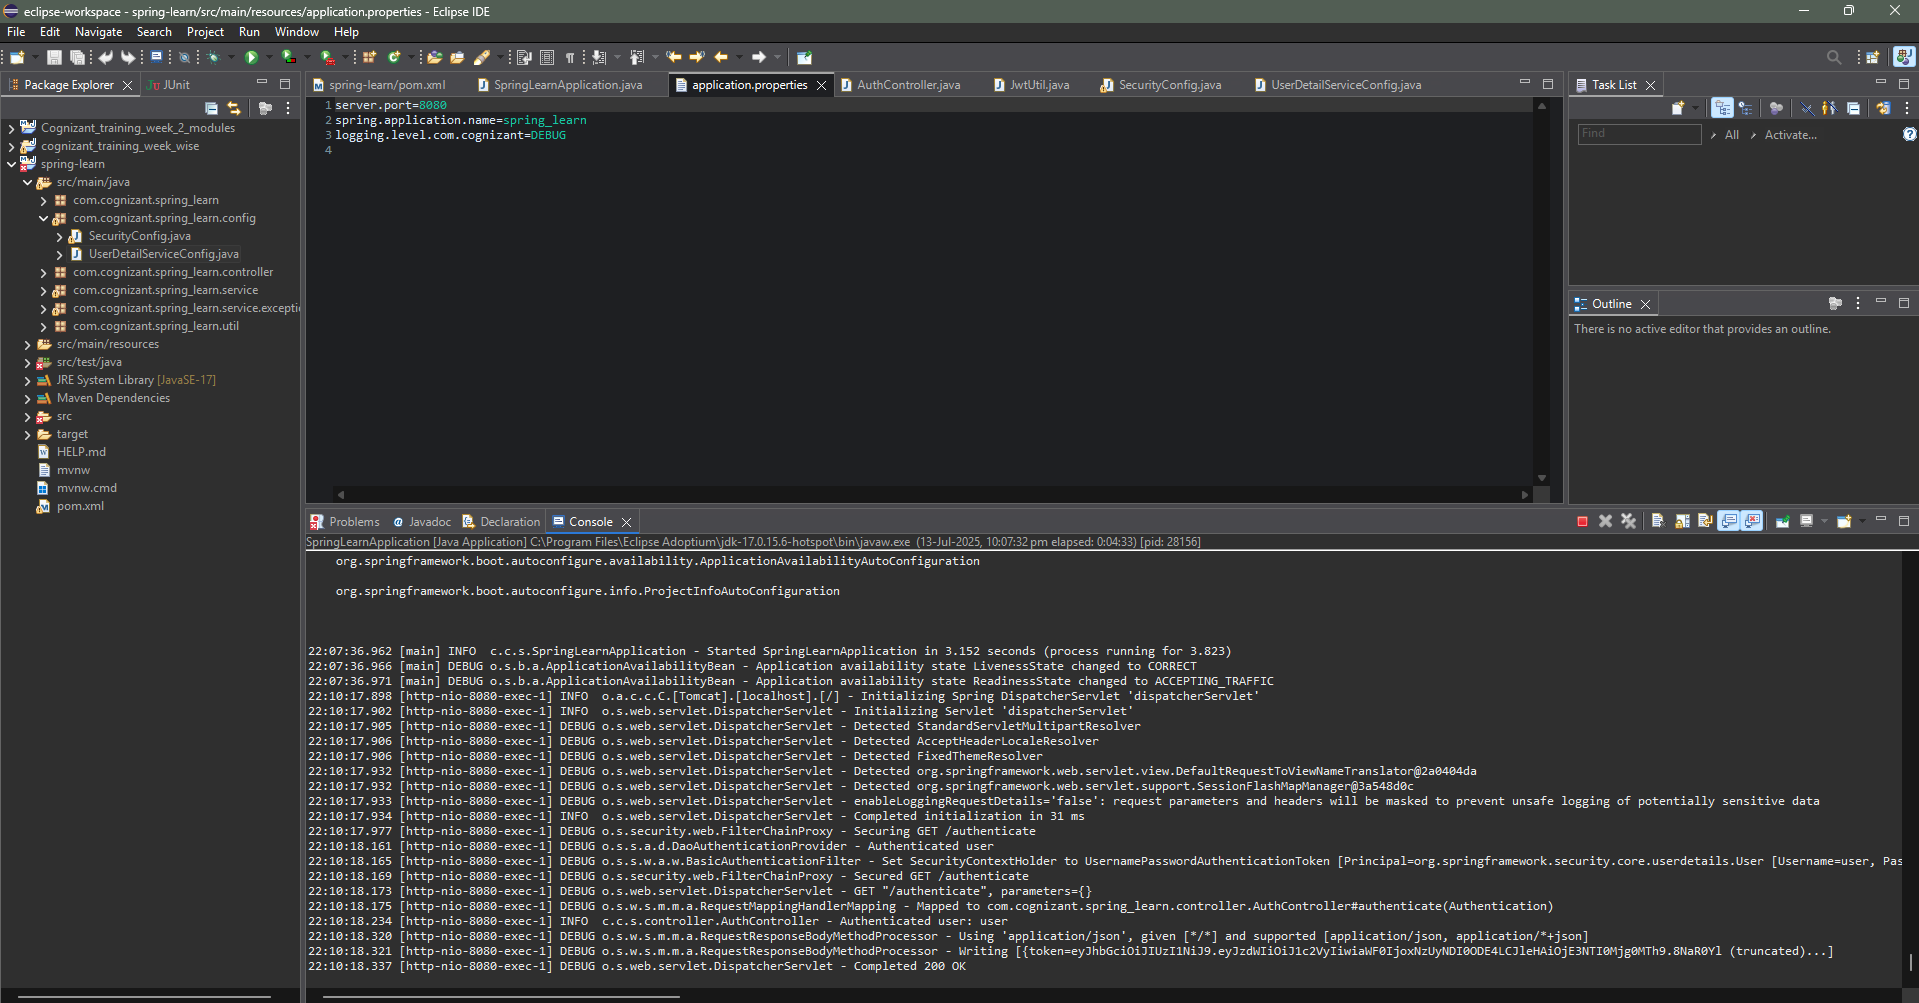 eclipse-workspace - spring-learn/src/main/resources/application.properties - Eclipse IDE
File Edit Navigate Search Project Run Window Help
Package Explorer
JUnit
Cognizant_training_week_2_modules
cognizant_training_week_wise
spring-learn
src/main/java
com.cognizant.spring_learn
com.cognizant.spring_learn.config
SecurityConfig.java
UserDetailServiceConfig.java
com.cognizant.spring_learn.controller
com.cognizant.spring_learn.service
com.cognizant.spring_learn.service.excepti
com.cognizant.spring_learn.util
src/main/resources
src/test/java
JRE System Library [JavaSE-17]
Maven Dependencies
src
target
HELP.md
mvnw
mvnw.cmd
pom.xml
spring-learn/pom.xml SpringLearnApplication.java application.properties AuthController.java JwtUtil.java SecurityConfig.java UserDetailServiceConfig.java
1 server.port=8080
2 spring.application.name=spring_learn
3 logging.level.com.cognizant=DEBUG
4
Task List
Find All Activate...
Outline
There is no active editor that provides an outline.
Problems Javadoc Declaration Console
SpringLearnApplication [Java Application] C:\Program Files\Eclipse Adoptium\jdk-17.0.15.6-hotspot\bin\javaw.exe (13-Jul-2025, 10:07:32 pm elapsed: 0:04:33) [pid: 28156]
org.springframework.boot.autoconfigure.availability.ApplicationAvailabilityAutoConfiguration
org.springframework.boot.autoconfigure.info.ProjectInfoAutoConfiguration
22:07:36.962 [main] INFO  c.c.s.SpringLearnApplication - Started SpringLearnApplication in 3.152 seconds (process running for 3.823)
22:07:36.966 [main] DEBUG o.s.b.a.ApplicationAvailabilityBean - Application availability state LivenessState changed to CORRECT
22:07:36.971 [main] DEBUG o.s.b.a.ApplicationAvailabilityBean - Application availability state ReadinessState changed to ACCEPTING_TRAFFIC
22:10:17.898 [http-nio-8080-exec-1] INFO  o.a.c.c.C.[Tomcat].[localhost].[/] - Initializing Spring DispatcherServlet 'dispatcherServlet'
22:10:17.902 [http-nio-8080-exec-1] INFO  o.s.web.servlet.DispatcherServlet - Initializing Servlet 'dispatcherServlet'
22:10:17.905 [http-nio-8080-exec-1] DEBUG o.s.web.servlet.DispatcherServlet - Detected StandardServletMultipartResolver
22:10:17.906 [http-nio-8080-exec-1] DEBUG o.s.web.servlet.DispatcherServlet - Detected AcceptHeaderLocaleResolver
22:10:17.906 [http-nio-8080-exec-1] DEBUG o.s.web.servlet.DispatcherServlet - Detected FixedThemeResolver
22:10:17.932 [http-nio-8080-exec-1] DEBUG o.s.web.servlet.DispatcherServlet - Detected org.springframework.web.servlet.view.DefaultRequestToViewNameTranslator@2a0404da
22:10:17.932 [http-nio-8080-exec-1] DEBUG o.s.web.servlet.DispatcherServlet - Detected org.springframework.web.servlet.support.SessionFlashMapManager@3a548d0c
22:10:17.933 [http-nio-8080-exec-1] DEBUG o.s.web.servlet.DispatcherServlet - enableLoggingRequestDetails='false': request parameters and headers will be masked to prevent unsafe logging of potentially sensitive data
22:10:17.934 [http-nio-8080-exec-1] INFO  o.s.web.servlet.DispatcherServlet - Completed initialization in 31 ms
22:10:17.977 [http-nio-8080-exec-1] DEBUG o.s.security.web.FilterChainProxy - Securing GET /authenticate
22:10:18.161 [http-nio-8080-exec-1] DEBUG o.s.s.a.d.DaoAuthenticationProvider - Authenticated user
22:10:18.165 [http-nio-8080-exec-1] DEBUG o.s.s.w.a.w.BasicAuthenticationFilter - Set SecurityContextHolder to UsernamePasswordAuthenticationToken [Principal=org.springframework.security.core.userdetails.User [Username=user, Pas
22:10:18.169 [http-nio-8080-exec-1] DEBUG o.s.security.web.FilterChainProxy - Secured GET /authenticate
22:10:18.173 [http-nio-8080-exec-1] DEBUG o.s.web.servlet.DispatcherServlet - GET "/authenticate", parameters={}
22:10:18.175 [http-nio-8080-exec-1] DEBUG o.s.w.s.m.m.a.RequestMappingHandlerMapping - Mapped to com.cognizant.spring_learn.controller.AuthController#authenticate(Authentication)
22:10:18.234 [http-nio-8080-exec-1] INFO  c.c.s.controller.AuthController - Authenticated user: user
22:10:18.320 [http-nio-8080-exec-1] DEBUG o.s.w.s.m.m.a.RequestResponseBodyMethodProcessor - Using 'application/json', given [*/*] and supported [application/json, application/*+json]
22:10:18.321 [http-nio-8080-exec-1] DEBUG o.s.w.s.m.m.a.RequestResponseBodyMethodProcessor - Writing [{token=eyJhbGciOiJIUzI1NiJ9.eyJzdWIiOiJ1c2VyIiwiaWF0IjoxNzUyNDI0ODE4LCJleHAiOjE3NTI0Mjg0MTh9.8NaR0Yl (truncated)...]
22:10:18.337 [http-nio-8080-exec-1] DEBUG o.s.web.servlet.DispatcherServlet - Completed 200 OK